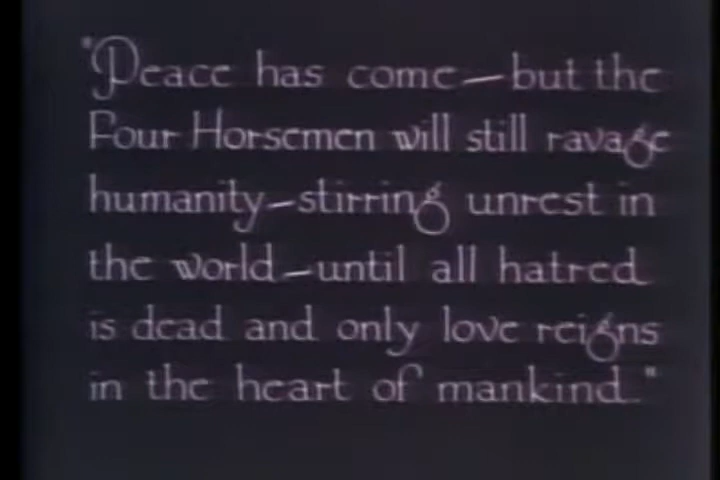 "Peace has come—but the
Four Horsemen will still ravage
humanity—stirring unrest in
the world—until all hatred
is dead and only love reigns
in the heart of mankind."